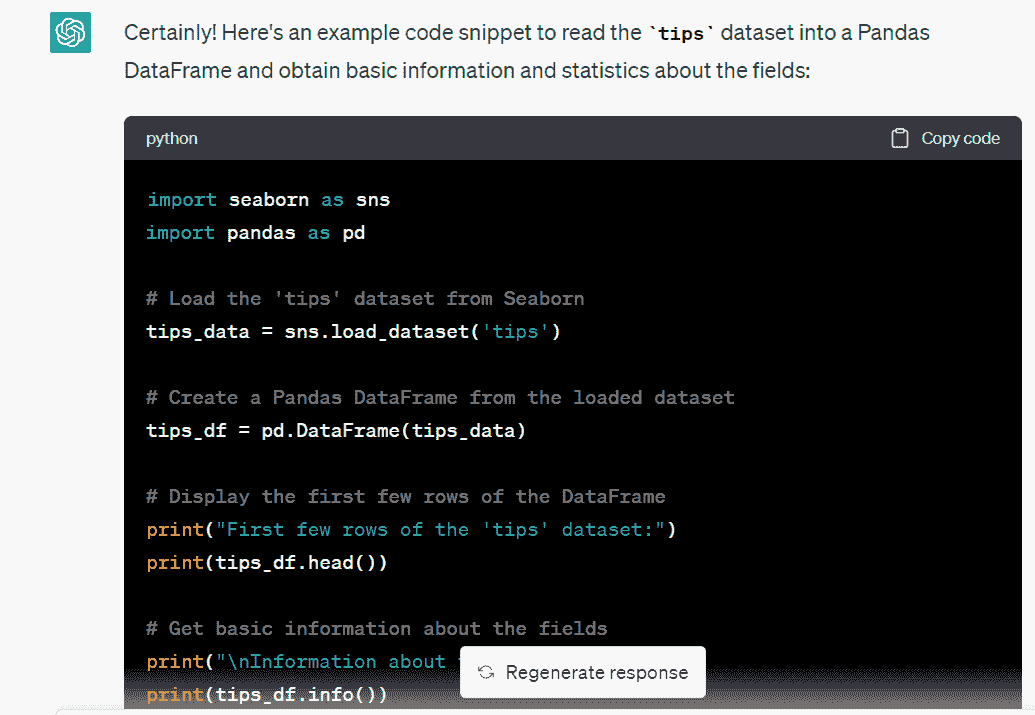 Certainly! Here's an example code snippet to read the `tips` dataset into a Pandas
DataFrame and obtain basic information and statistics about the fields:
python
Copy code
import seaborn as sns
import pandas as pd
# Load the 'tips' dataset from Seaborn
tips_data = sns.load_dataset('tips')
# Create a Pandas DataFrame from the loaded dataset
tips_df = pd.DataFrame(tips_data)
# Display the first few rows of the DataFrame
print("First few rows of the 'tips' dataset:")
print(tips_df.head())
# Get basic information about the fields
print("\nInformation about
Regenerate response
print(tips_df.info())